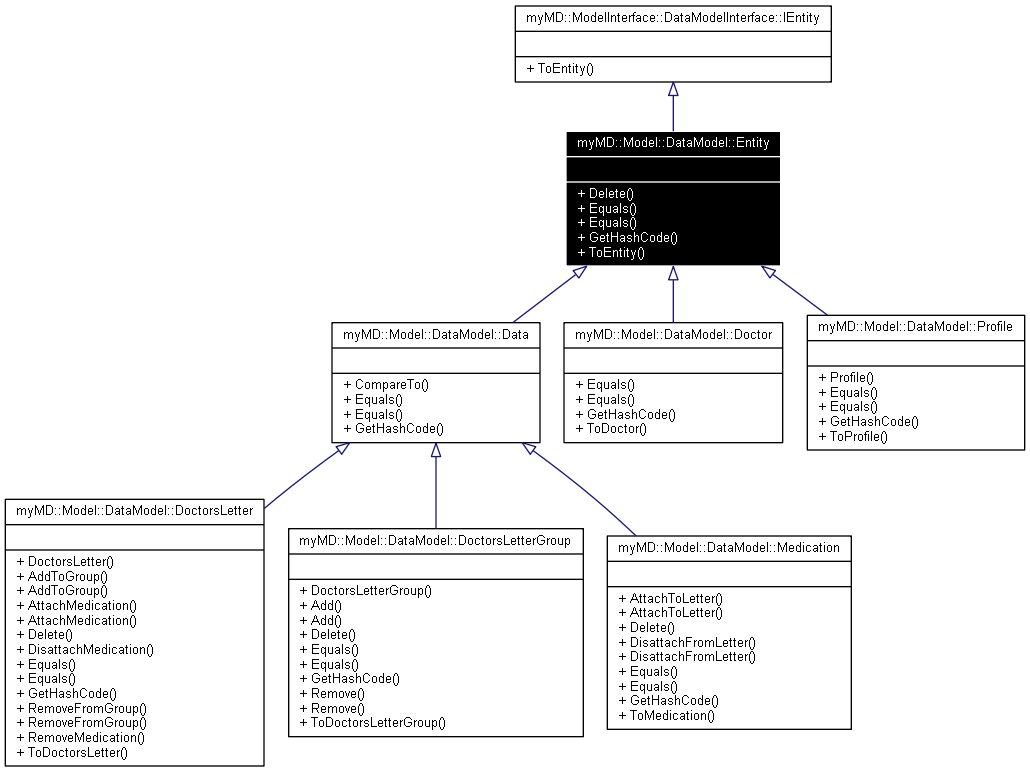 myMD::ModelInterface::DataModelInterface::IEntity
+ ToEntity()
myMD::Model::DataModel::Entity
+ Delete()
+ Equals()
+ Equals()
+ GetHashCode()
+ ToEntity()
myMD::Model::DataModel::Data
+ CompareTo()
+ Equals()
+ Equals()
+ GetHashCode()
myMD::Model::DataModel::Doctor
+ Equals()
+ Equals()
+ GetHashCode()
+ ToDoctor()
myMD::Model::DataModel::Profile
+ Profile()
+ Equals()
+ Equals()
+ GetHashCode()
+ ToProfile()
myMD::Model::DataModel::DoctorsLetter
+ DoctorsLetter()
+ AddToGroup()
+ AddToGroup()
+ AttachMedication()
+ AttachMedication()
+ Delete()
+ DisattachMedication()
+ Equals()
+ Equals()
+ GetHashCode()
+ RemoveFromGroup()
+ RemoveFromGroup()
+ RemoveMedication()
+ ToDoctorsLetter()
myMD::Model::DataModel::DoctorsLetterGroup
+ DoctorsLetterGroup()
+ Add()
+ Add()
+ Delete()
+ Equals()
+ Equals()
+ GetHashCode()
+ Remove()
+ Remove()
+ ToDoctorsLetterGroup()
myMD::Model::DataModel::Medication
+ AttachToLetter()
+ AttachToLetter()
+ Delete()
+ DisattachFromLetter()
+ DisattachFromLetter()
+ Equals()
+ Equals()
+ GetHashCode()
+ ToMedication()